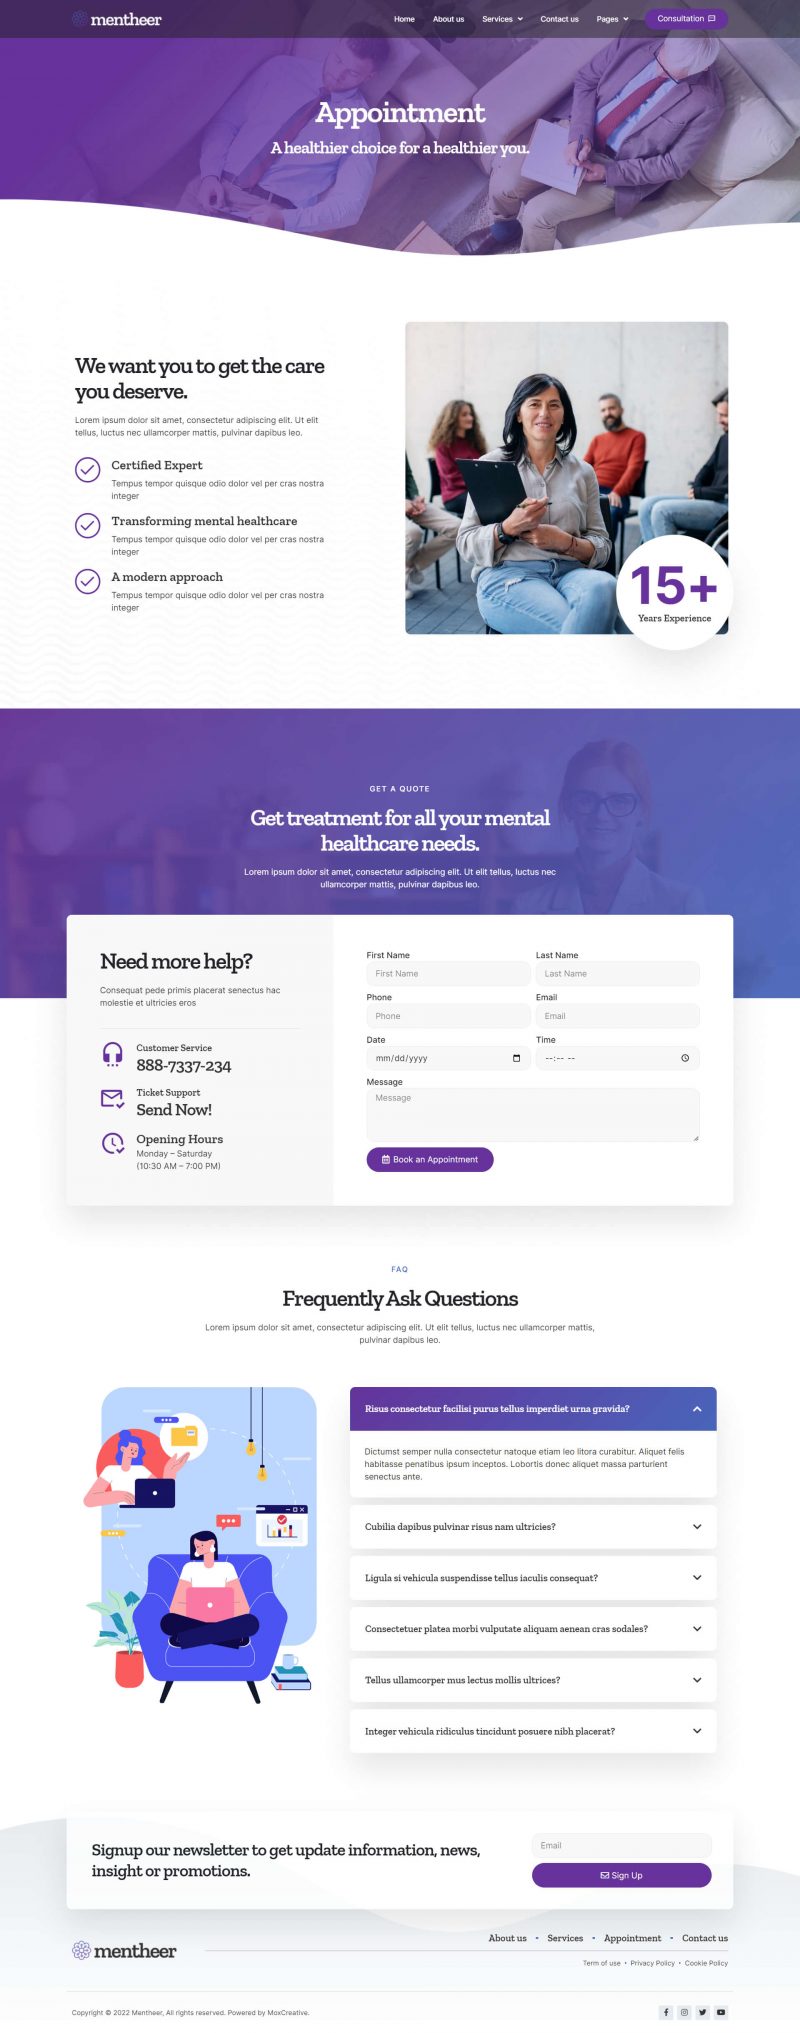 mentheer
Home About us Services Contact us Pages Consultation
Appointment
A healthier choice for a healthier you.
We want you to get the care
you deserve.
Lorem ipsum dolor sit amet, consectetur adipiscing elit. Ut elit
tellus, luctus nec ullamcorper mattis, pulvinar dapibus leo.
Certified Expert
Tempus tempor quisque odio dolor vel per cras nostra
integer
Transforming mental healthcare
Tempus tempor quisque odio dolor vel per cras nostra
integer
A modern approach
Tempus tempor quisque odio dolor vel per cras nostra
integer
15+
Years Experience
GET A QUOTE
Get treatment for all your mental
healthcare needs.
Lorem ipsum dolor sit amet, consectetur adipiscing elit. Ut elit tellus, luctus nec
ullamcorper mattis, pulvinar dapibus leo.
Need more help?
Consequat pede primis placerat senectus hac
molestie et ultricies eros
Customer Service
888-7337-234
Ticket Support
Send Now!
Opening Hours
Monday – Saturday
(10:30 AM – 7:00 PM)
First Name Last Name
First Name Last Name
Phone Email
Phone Email
Date Time
mm/dd/yyyy --:-- --
Message
Message
Book an Appointment
FAQ
Frequently Ask Questions
Lorem ipsum dolor sit amet, consectetur adipiscing elit. Ut elit tellus, luctus nec ullamcorper mattis,
pulvinar dapibus leo.
Risus consectetur facilisi purus tellus imperdiet urna gravida?
Dictumst semper nulla consectetur natoque etiam leo litora curabitur. Aliquet felis
habitasse penatibus ipsum inceptos. Lobortis donec aliquet massa parturient
senectus ante.
Cubilia dapibus pulvinar risus nam ultricies?
Ligula si vehicula suspendisse tellus iaculis consequat?
Consectetuer platea morbi vulputate aliquam aenean cras sodales?
Tellus ullamcorper mus lectus mollis ultrices?
Integer vehicula ridiculus tincidunt posuere nibh placerat?
Signup our newsletter to get update information, news,
insight or promotions.
Email
Sign Up
mentheer
About us • Services • Appointment • Contact us
Term of use • Privacy Policy • Cookie Policy
Copyright © 2022 Mentheer, All rights reserved. Powered by MoxCreative.